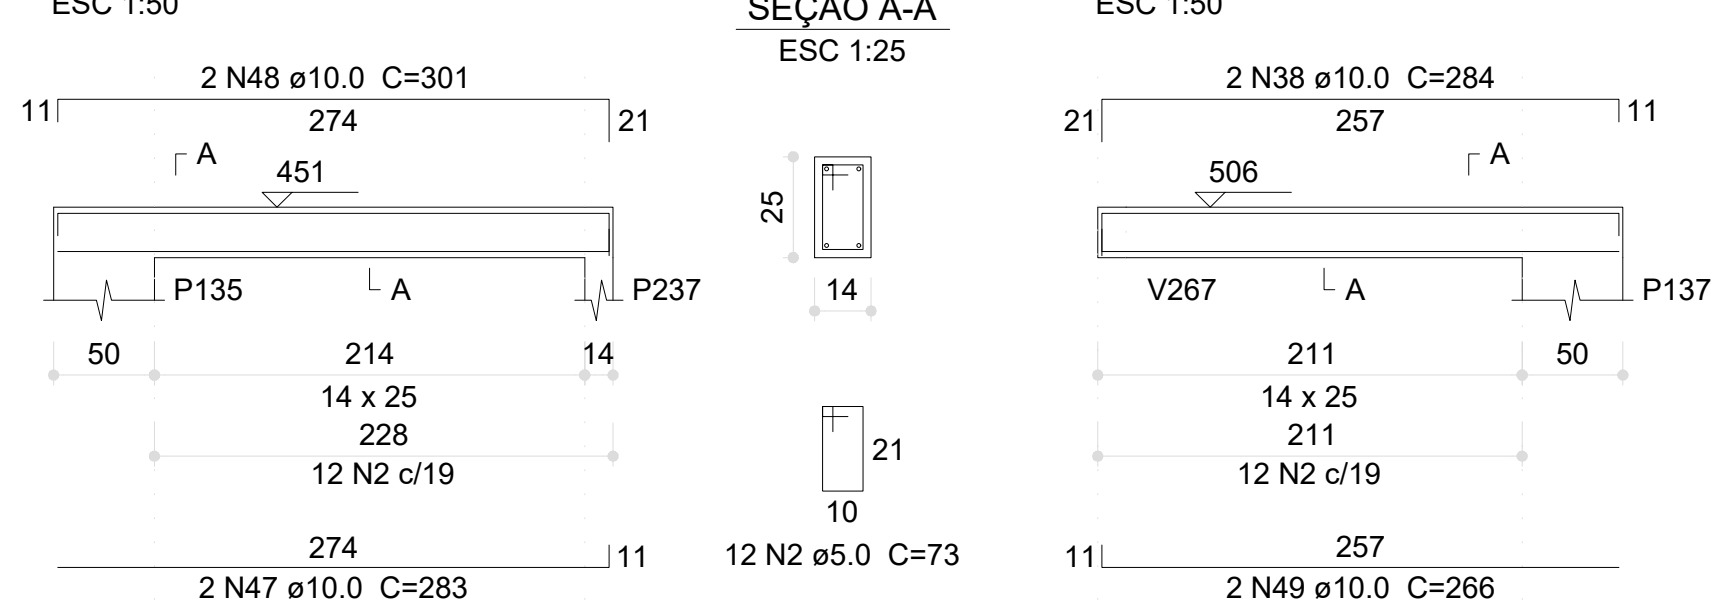 ESC 1:50
2 N48 ø10.0 C=301
11
274
21
A
451
P135
A
P237
50
214
14
14 x 25
228
12 N2 c/19
274
11
2 N47 ø10.0 C=283
SEÇÃO A-A
ESC 1:25
25
14
21
10
12 N2 ø5.0 C=73
ESC 1:50
2 N38 ø10.0 C=284
21
257
11
A
506
V267
A
P137
211
50
14 x 25
211
12 N2 c/19
11
257
2 N49 ø10.0 C=266